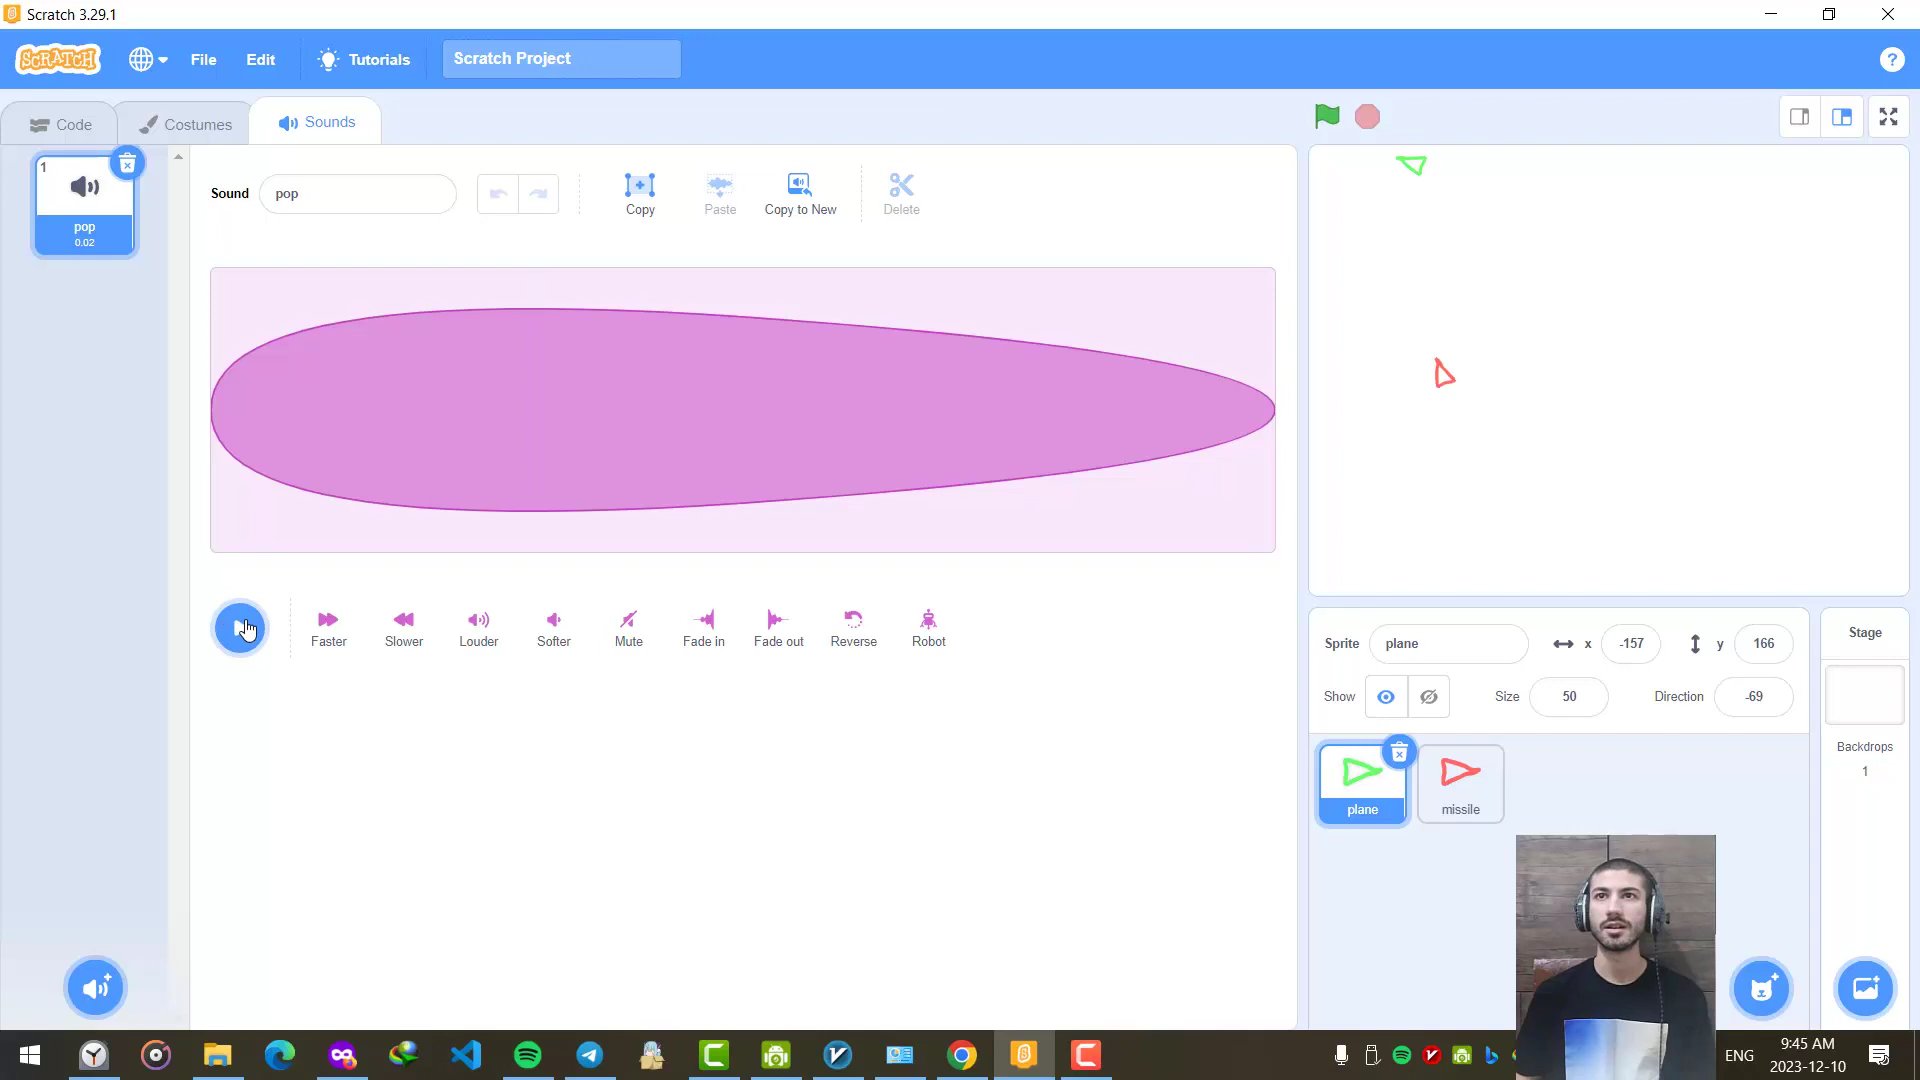 Scratch 3.29.1
SCRATCH
File
Edit
Tutorials
Scratch Project
?
Code
Costumes
Sounds
1
pop
0.02
Sound
pop
Copy
Paste
Copy to New
Delete
Faster
Slower
Louder
Softer
Mute
Fade in
Fade out
Reverse
Robot
Sprite
plane
x
-157
y
166
Show
Size
50
Direction
-69
Stage
Backdrops
1
plane
missile
ENG
9:45 AM
2023-12-10